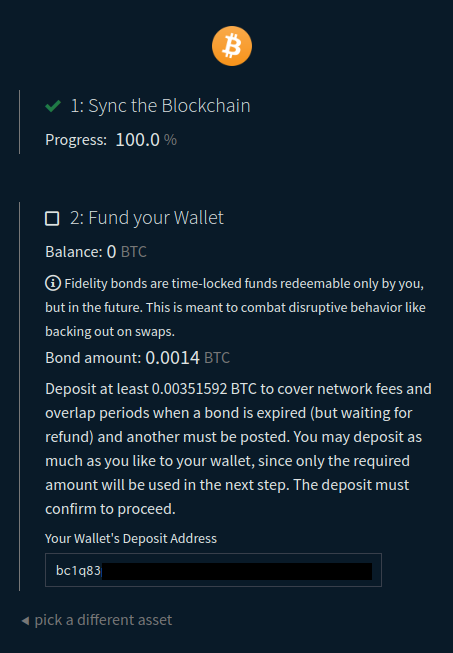 1: Sync the Blockchain
Progress: 100.0 %
2: Fund your Wallet
Balance: 0 BTC
Fidelity bonds are time-locked funds redeemable only by you,
but in the future. This is meant to combat disruptive behavior like
backing out on swaps.
Bond amount: 0.0014 BTC
Deposit at least 0.00351592 BTC to cover network fees and
overlap periods when a bond is expired (but waiting for
refund) and another must be posted. You may deposit as
much as you like to your wallet, since only the required
amount will be used in the next step. The deposit must
confirm to proceed.
Your Wallet's Deposit Address
bc1q83
pick a different asset